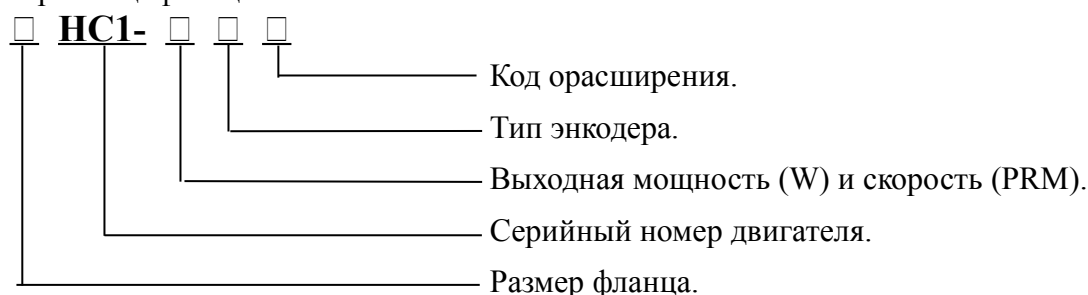 □ HC1- □ □ □
Код орасширения.
Тип энкодера.
Выходная мощность (W) и скорость (PRM).
Серийный номер двигателя.
Размер фланца.